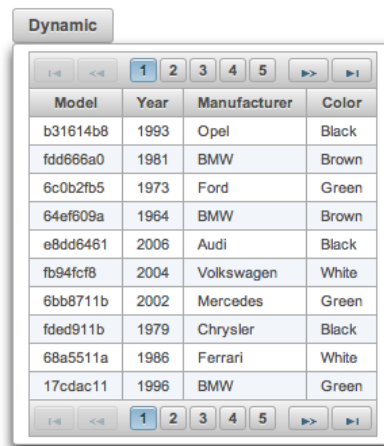 Dynamic
1 2 3 4 5
Model Year Manufacturer Color
b31614b8 1993 Opel Black
fdd666a0 1981 BMW Brown
6c0b2fb5 1973 Ford Green
64ef609a 1964 BMW Brown
e8dd6461 2006 Audi Black
fb94fcf8 2004 Volkswagen White
6bb8711b 2002 Mercedes Green
fded911b 1979 Chrysler Black
68a5511a 1986 Ferrari White
17cdac11 1996 BMW Green
1 2 3 4 5